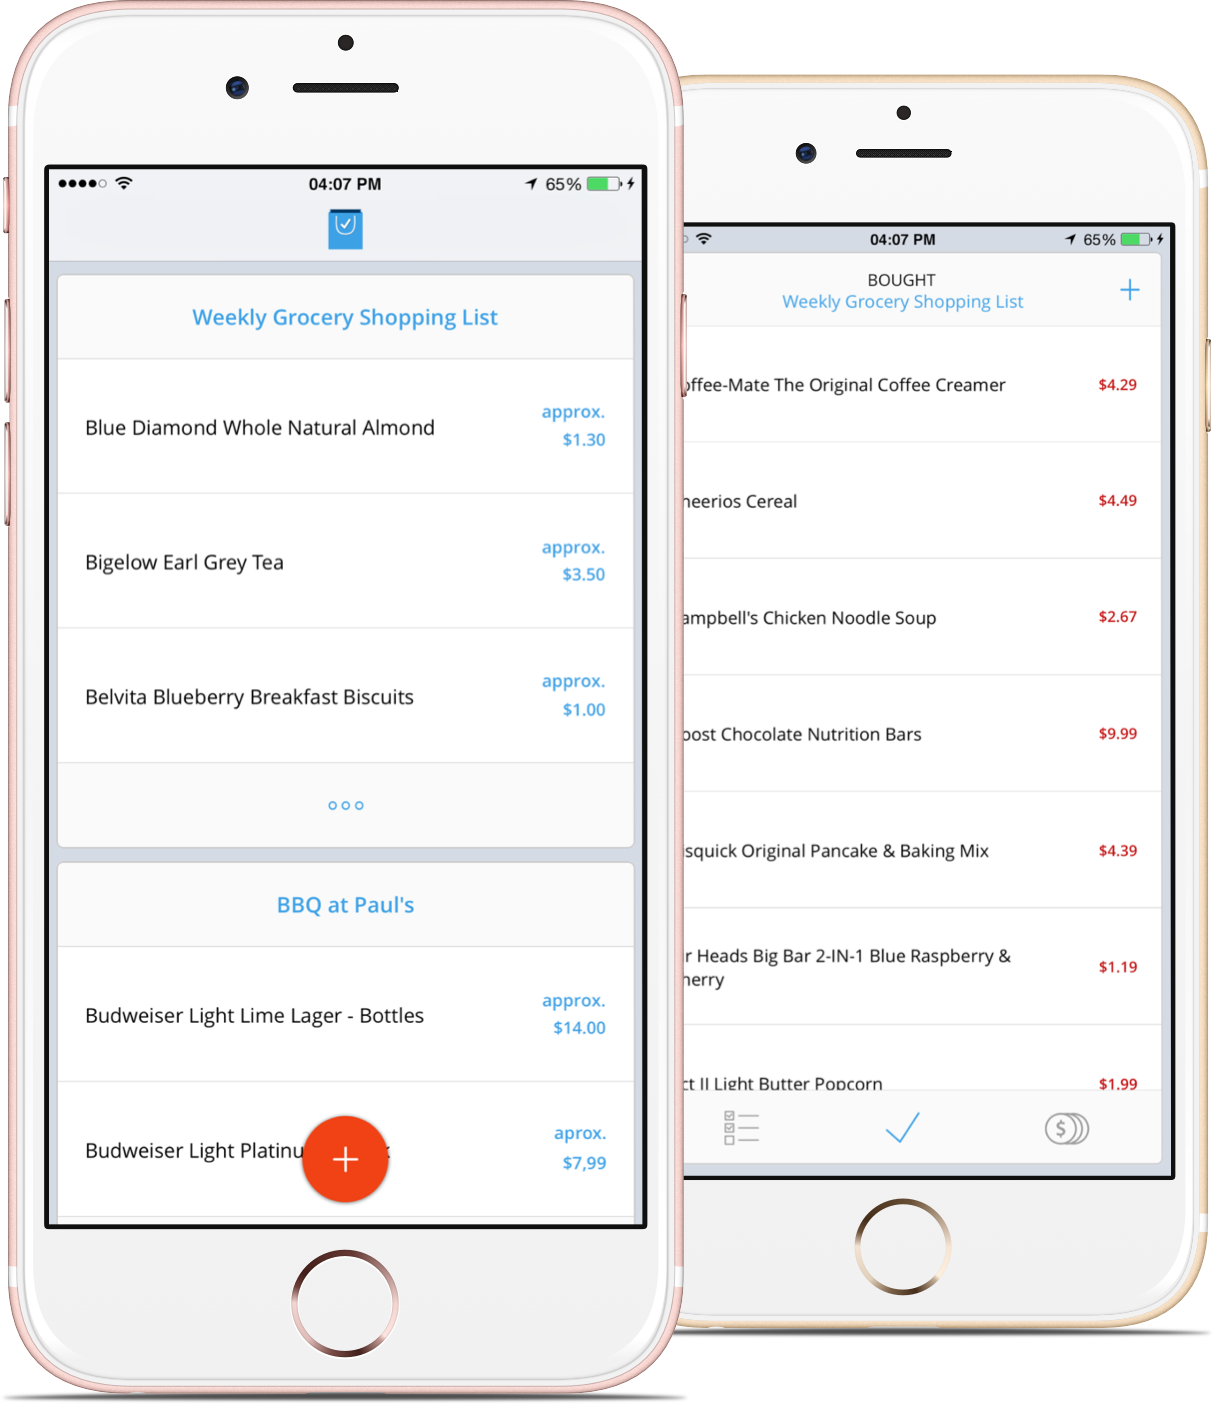 04:07 PM
65%
Weekly Grocery Shopping List
Blue Diamond Whole Natural Almond
approx.
$1.30
Bigelow Earl Grey Tea
approx.
$3.50
Belvita Blueberry Breakfast Biscuits
approx.
$1.00
BBQ at Paul's
Budweiser Light Lime Lager - Bottles
approx.
$14.00
Budweiser Light Platinu
aprox.
$7,99
04:07 PM
65%
BOUGHT
Weekly Grocery Shopping List
offee-Mate The Original Coffee Creamer
$4.29
heerios Cereal
$4.49
ampbell's Chicken Noodle Soup
$2.67
oost Chocolate Nutrition Bars
$9.99
isquick Original Pancake & Baking Mix
$4.39
ir Heads Big Bar 2-IN-1 Blue Raspberry &
herry
$1.19
ct II Light Butter Popcorn
$1.99